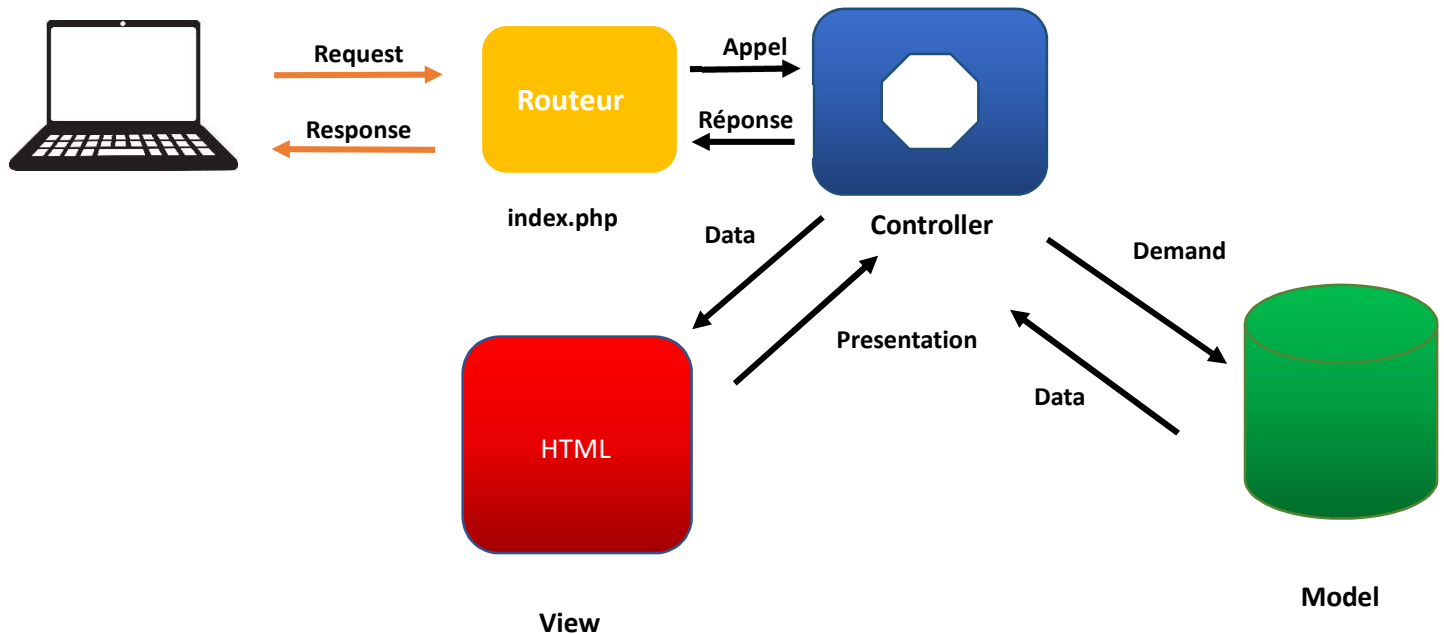 Request
Response
Routeur
index.php
Appel
Réponse
Controller
Data
Presentation
Demand
Data
HTML
View
Model